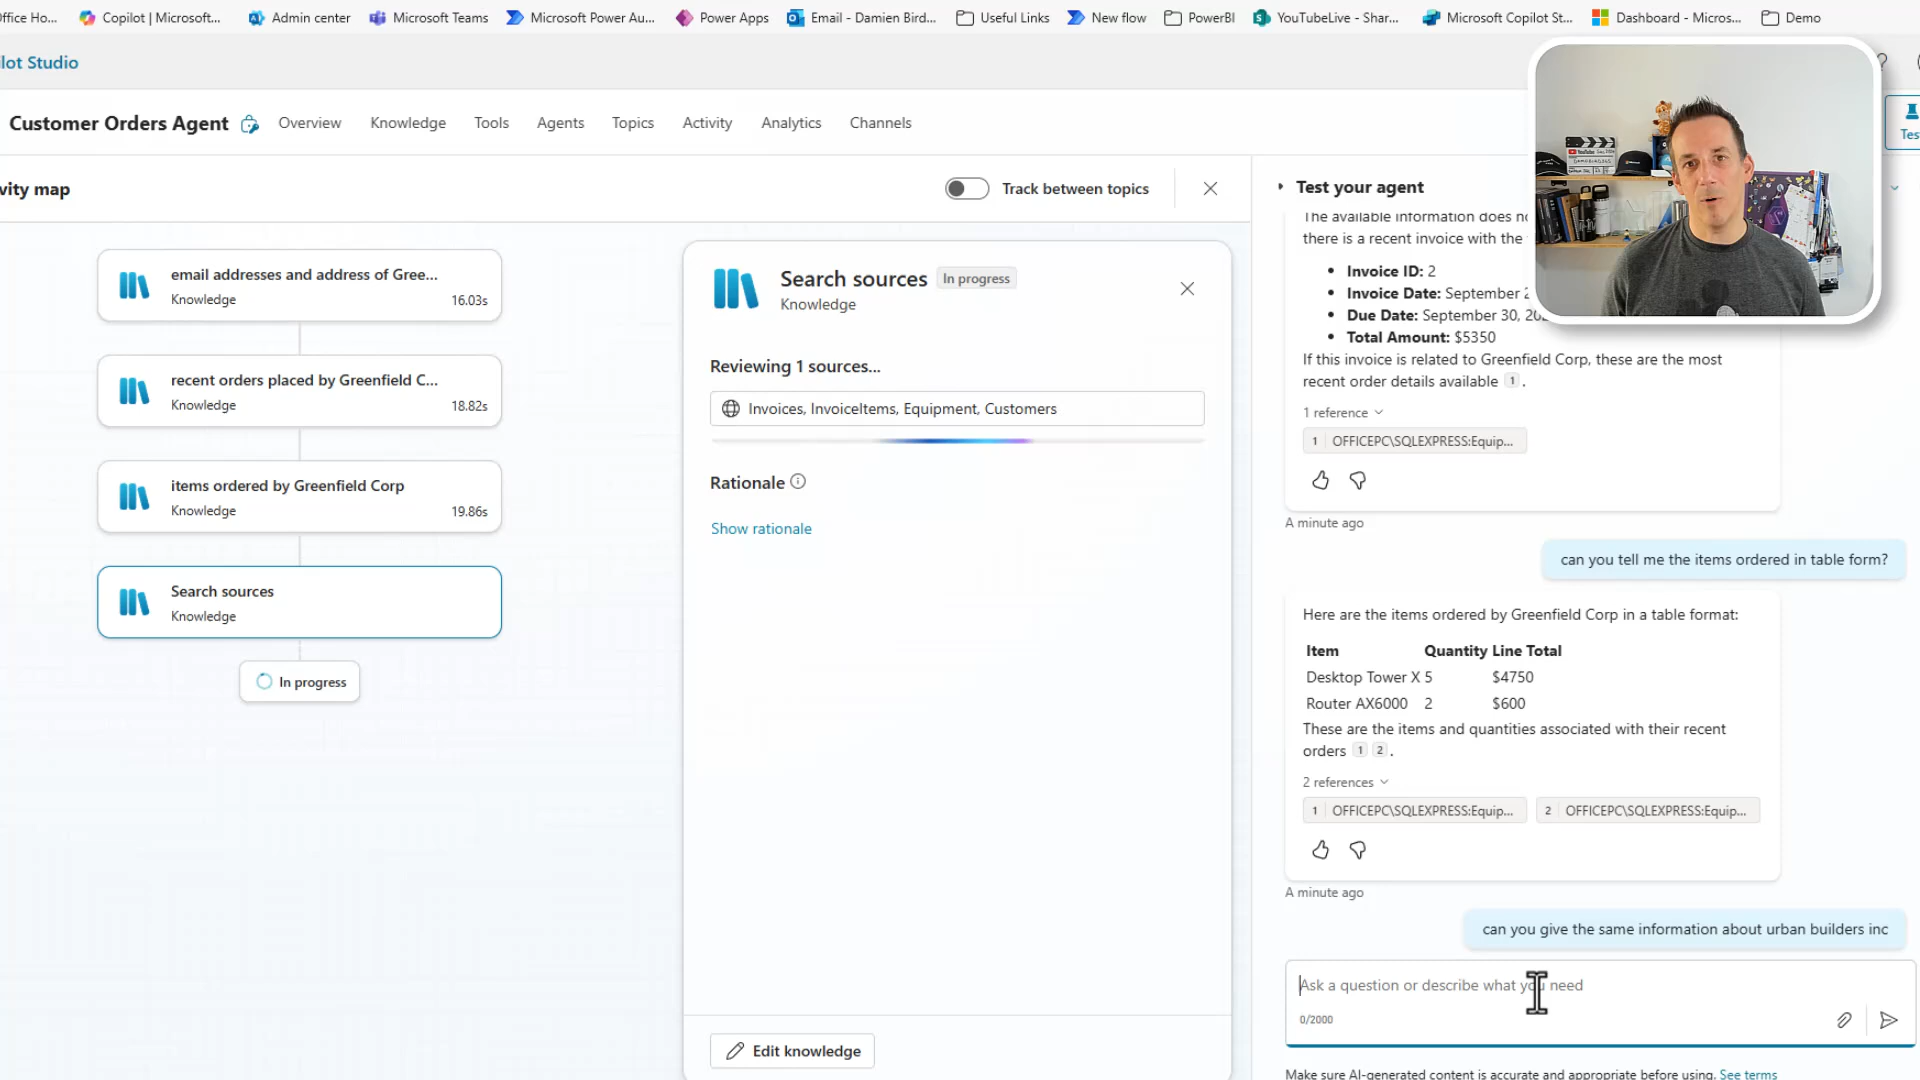 ffice Ho...
Copilot | Microsoft...
Admin center
Microsoft Teams
Microsoft Power Au...
Power Apps
Email - Damien Bird...
Useful Links
New flow
PowerBI
YouTubeLive - Shar...
Microsoft Copilot St...
Dashboard - Micros...
Demo
ilot Studio
Customer Orders Agent
Overview
Knowledge
Tools
Agents
Topics
Activity
Analytics
Channels
Tes
vity map
Track between topics
email addresses and address of Gree...
Knowledge
16.03s
recent orders placed by Greenfield C...
Knowledge
18.82s
items ordered by Greenfield Corp
Knowledge
19.86s
Search sources
Knowledge
In progress
Search sources
In progress
Knowledge
Reviewing 1 sources...
Invoices, InvoiceItems, Equipment, Customers
Rationale
Show rationale
Edit knowledge
Test your agent
The available information does no
there is a recent invoice with the
• Invoice ID: 2
• Invoice Date: September 2
• Due Date: September 30, 20
• Total Amount: $5350
If this invoice is related to Greenfield Corp, these are the most
recent order details available 1 .
1 reference
1 OFFICEPC\SQLEXPRESS:Equip...
A minute ago
can you tell me the items ordered in table form?
Here are the items ordered by Greenfield Corp in a table format:
Item Quantity Line Total
Desktop Tower X 5 $4750
Router AX6000 2 $600
These are the items and quantities associated with their recent
orders 1 2 .
2 references
1 OFFICEPC\SQLEXPRESS:Equip...
2 OFFICEPC\SQLEXPRESS:Equip...
A minute ago
can you give the same information about urban builders inc
Ask a question or describe what you need
0/2000
Make sure AI-generated content is accurate and appropriate before using. See terms